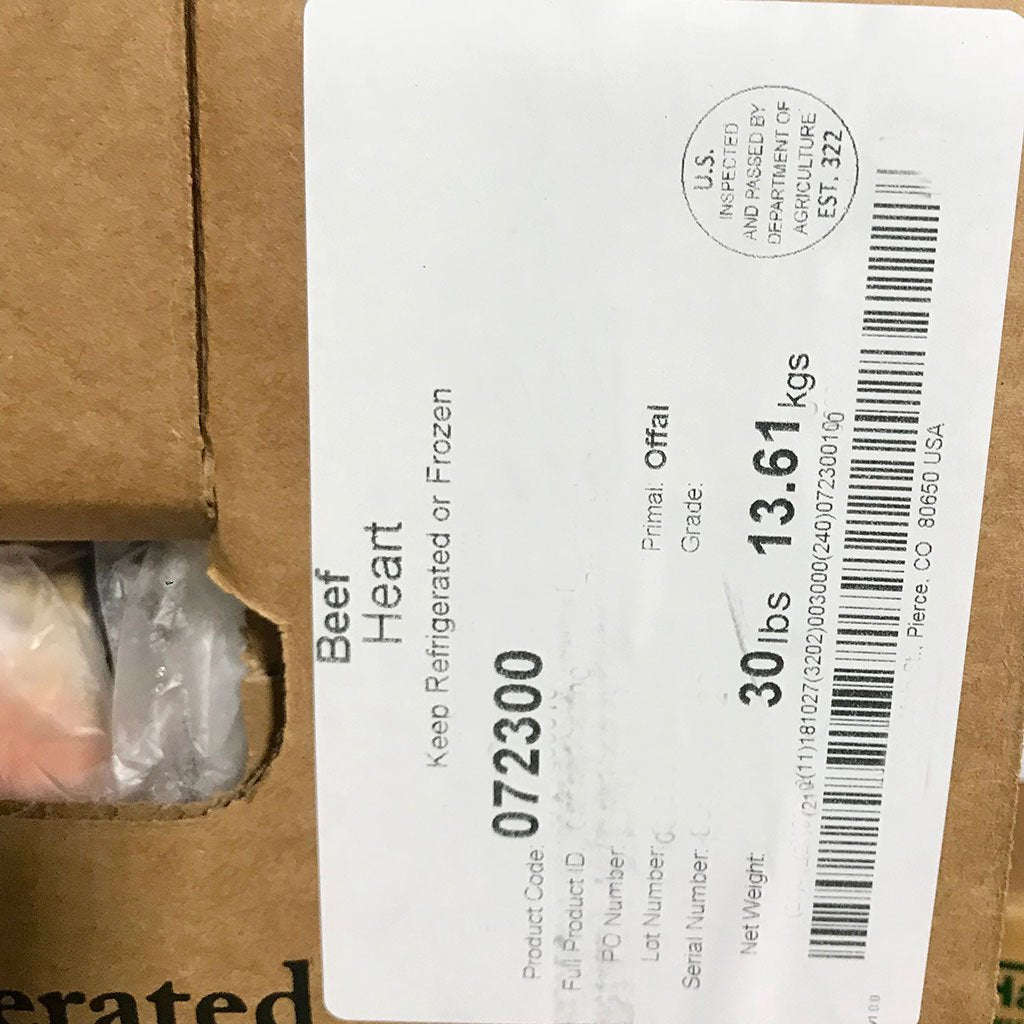 Beef
Heart
Keep Refrigerated or Frozen
Product Code: 072300
Full Product ID
PO Number:
Lot Number:
Serial Number:
Primal: Offal
Grade:
Net Weight: 30 lbs 13.61 kgs
(11)181027(3202)003000(240)072300100
Pierce, CO 80650 USA
U.S.
INSPECTED
AND PASSED BY
DEPARTMENT OF
AGRICULTURE
EST. 322
erated